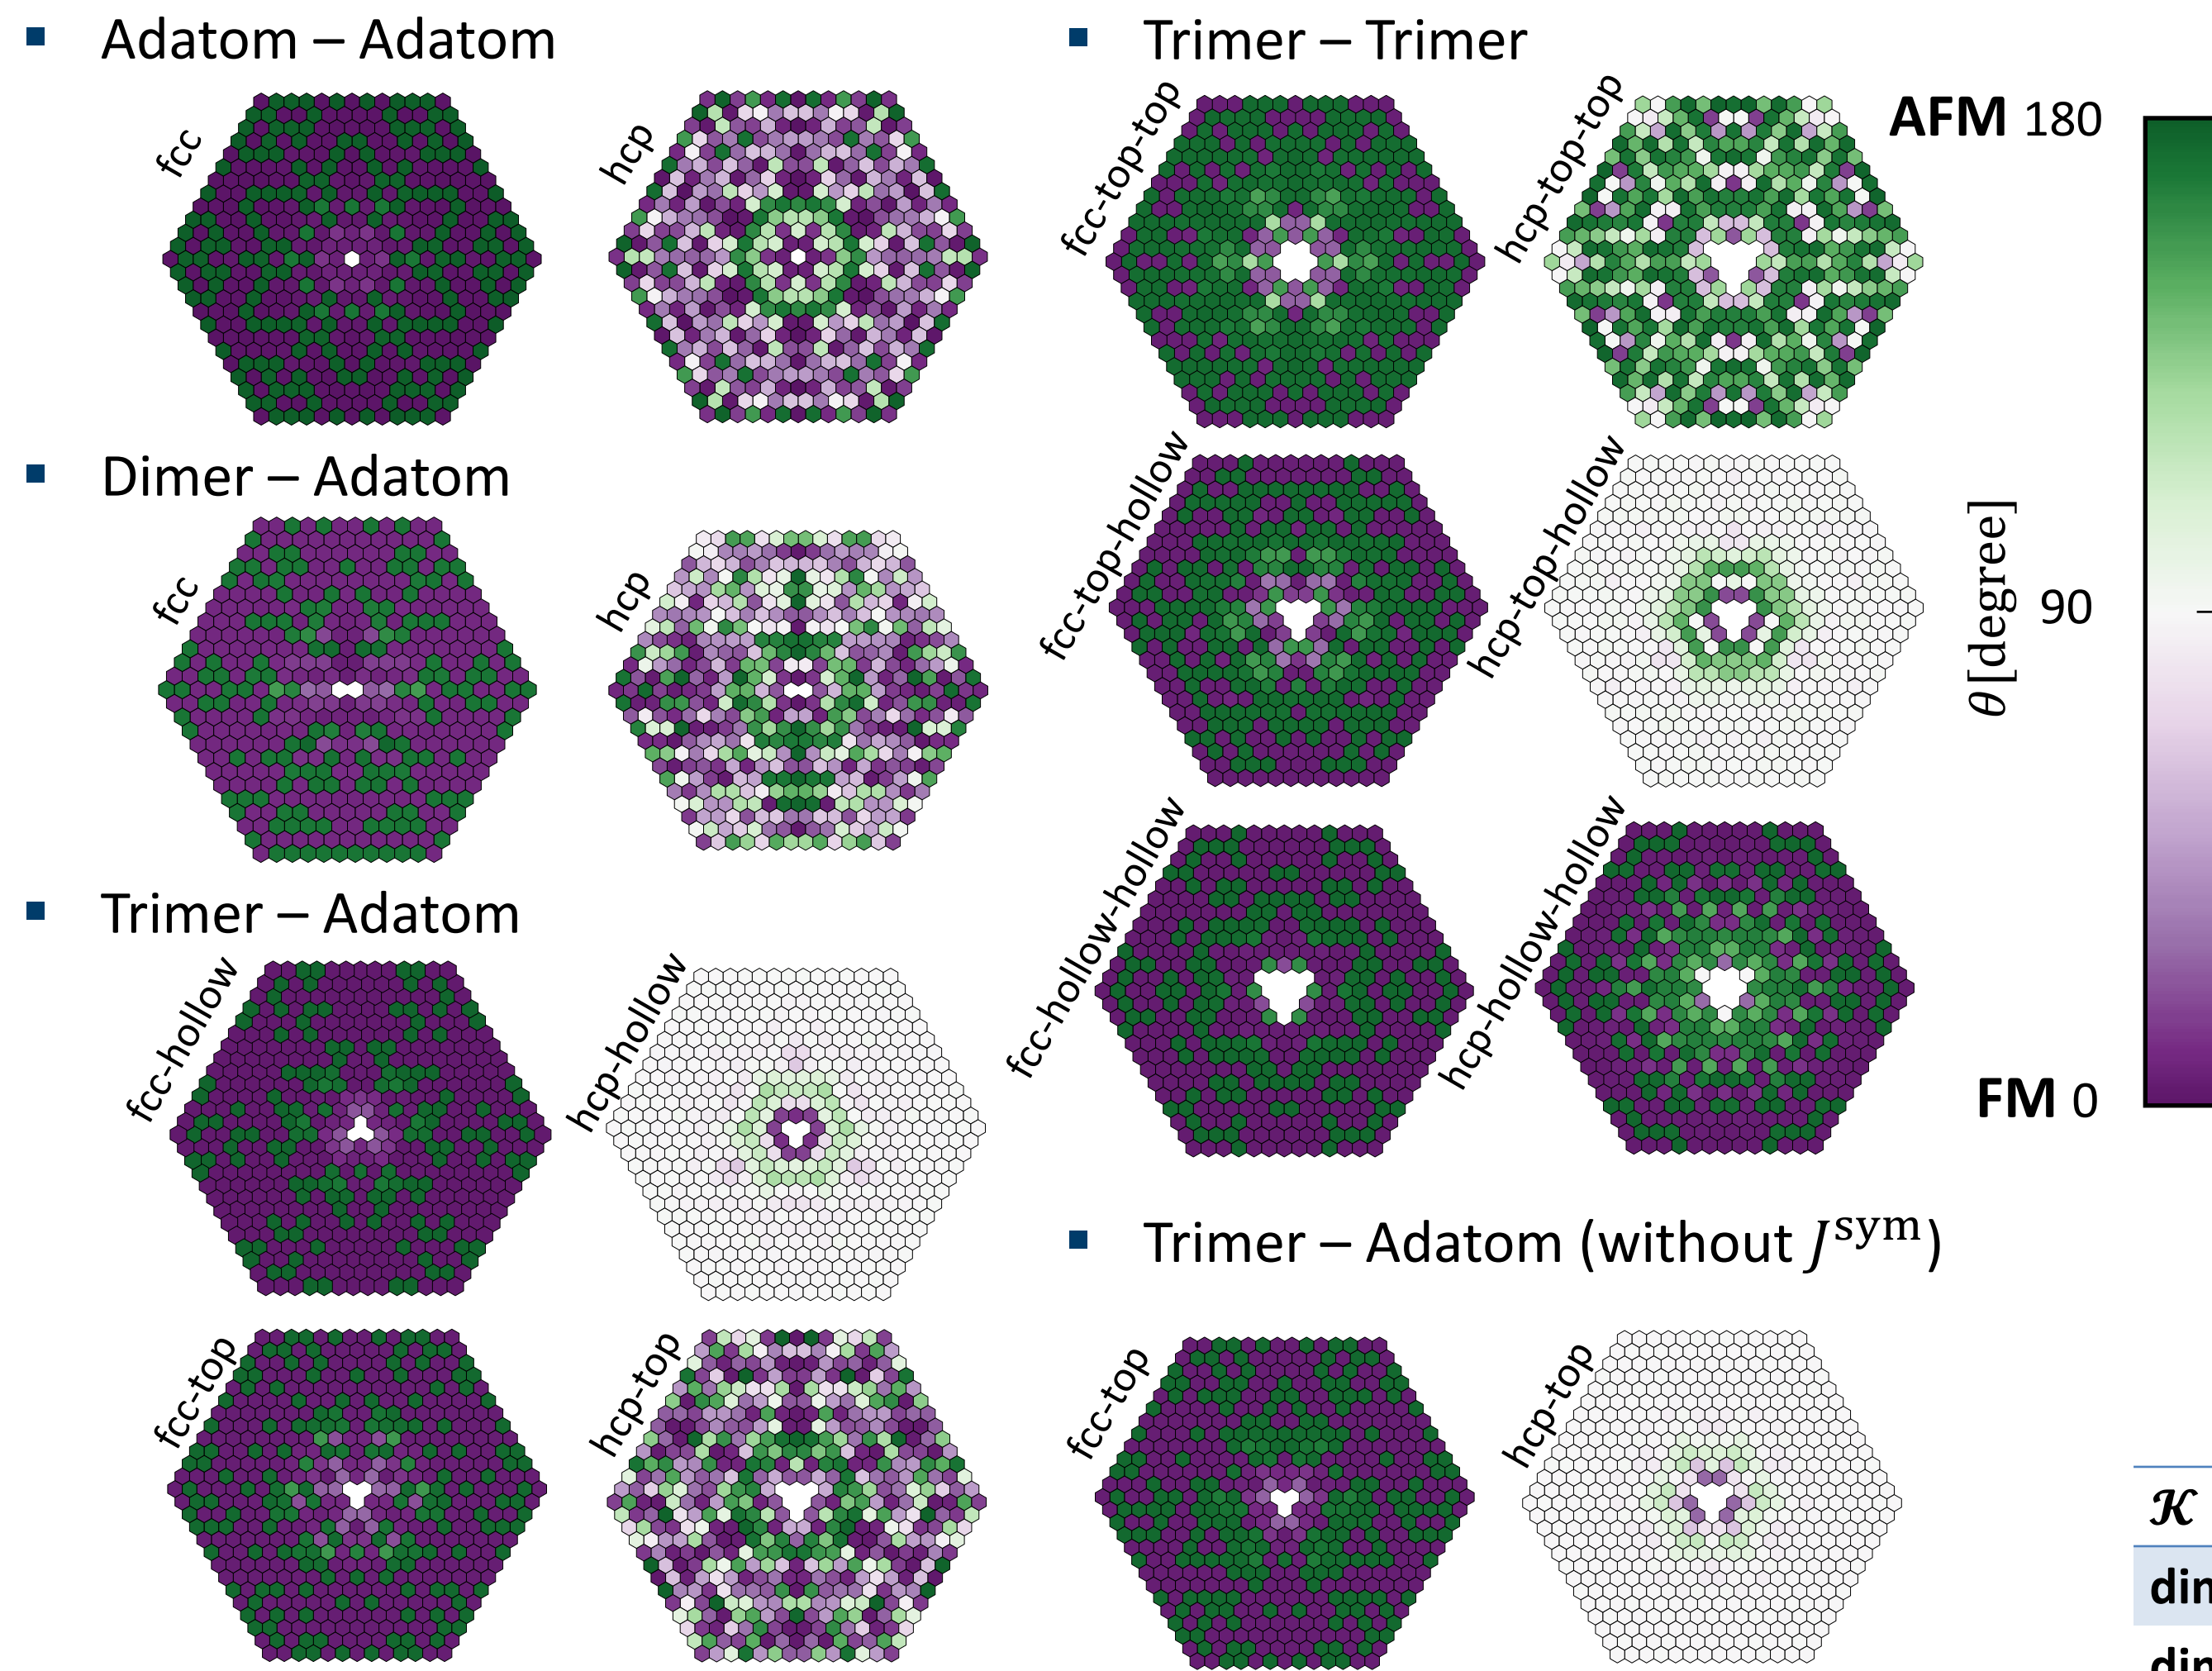 Adatom – Adatom
fcc
hcp
Dimer – Adatom
fcc
hcp
Trimer – Adatom
fcc-hollow
hcp-hollow
fcc-top
hcp-top
Trimer – Trimer
fcc-top-top
hcp-top-top
fcc-top-hollow
hcp-top-hollow
fcc-hollow-hollow
hcp-hollow-hollow
Trimer – Adatom (without J^sym)
fcc-top
hcp-top
AFM 180
θ [degree]
90
FM 0
𝓚